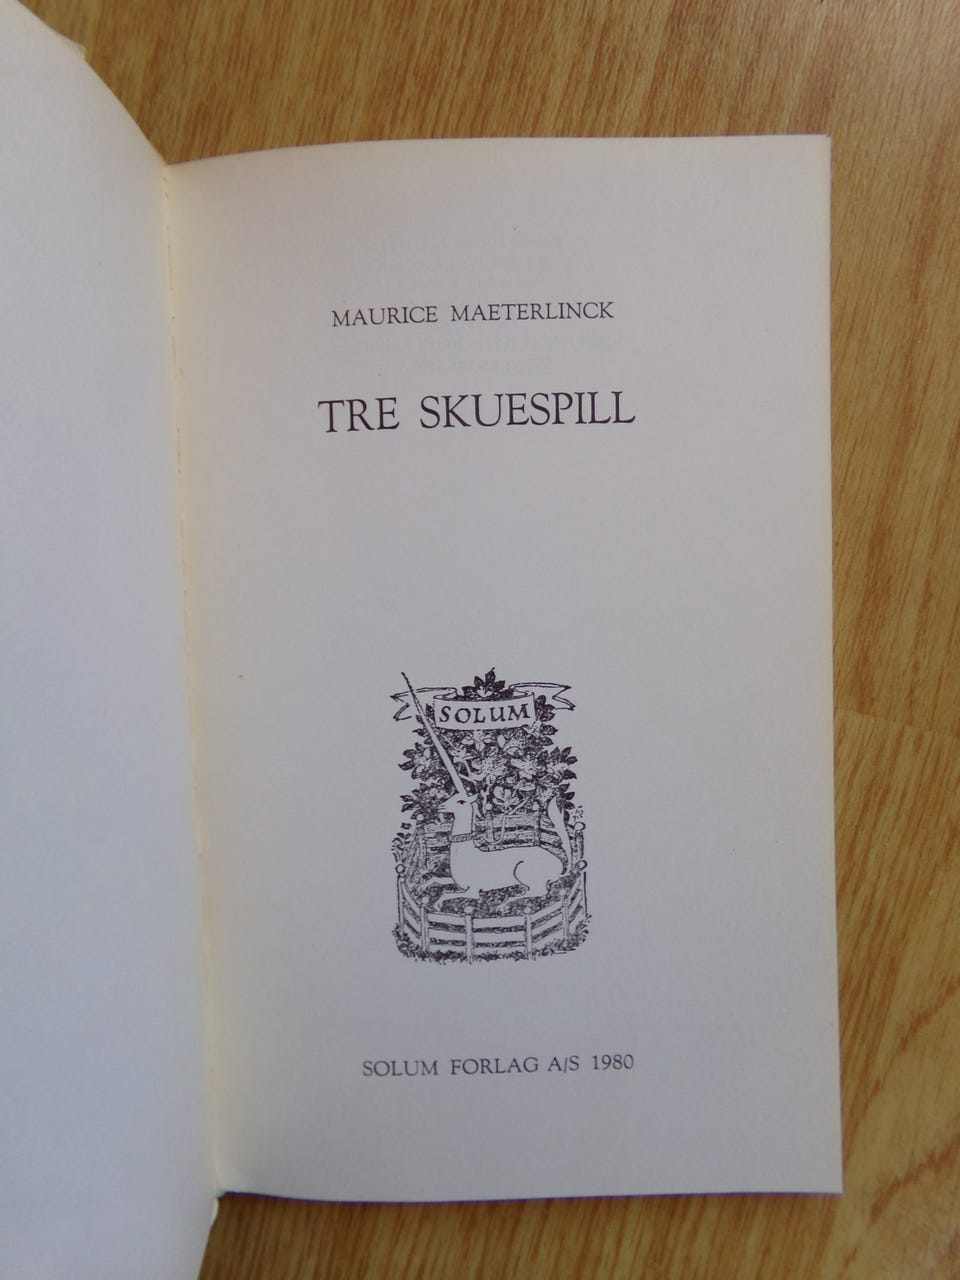 MAURICE MAETERLINCK
TRE SKUESPILL
SOLUM
SOLUM FORLAG A/S 1980